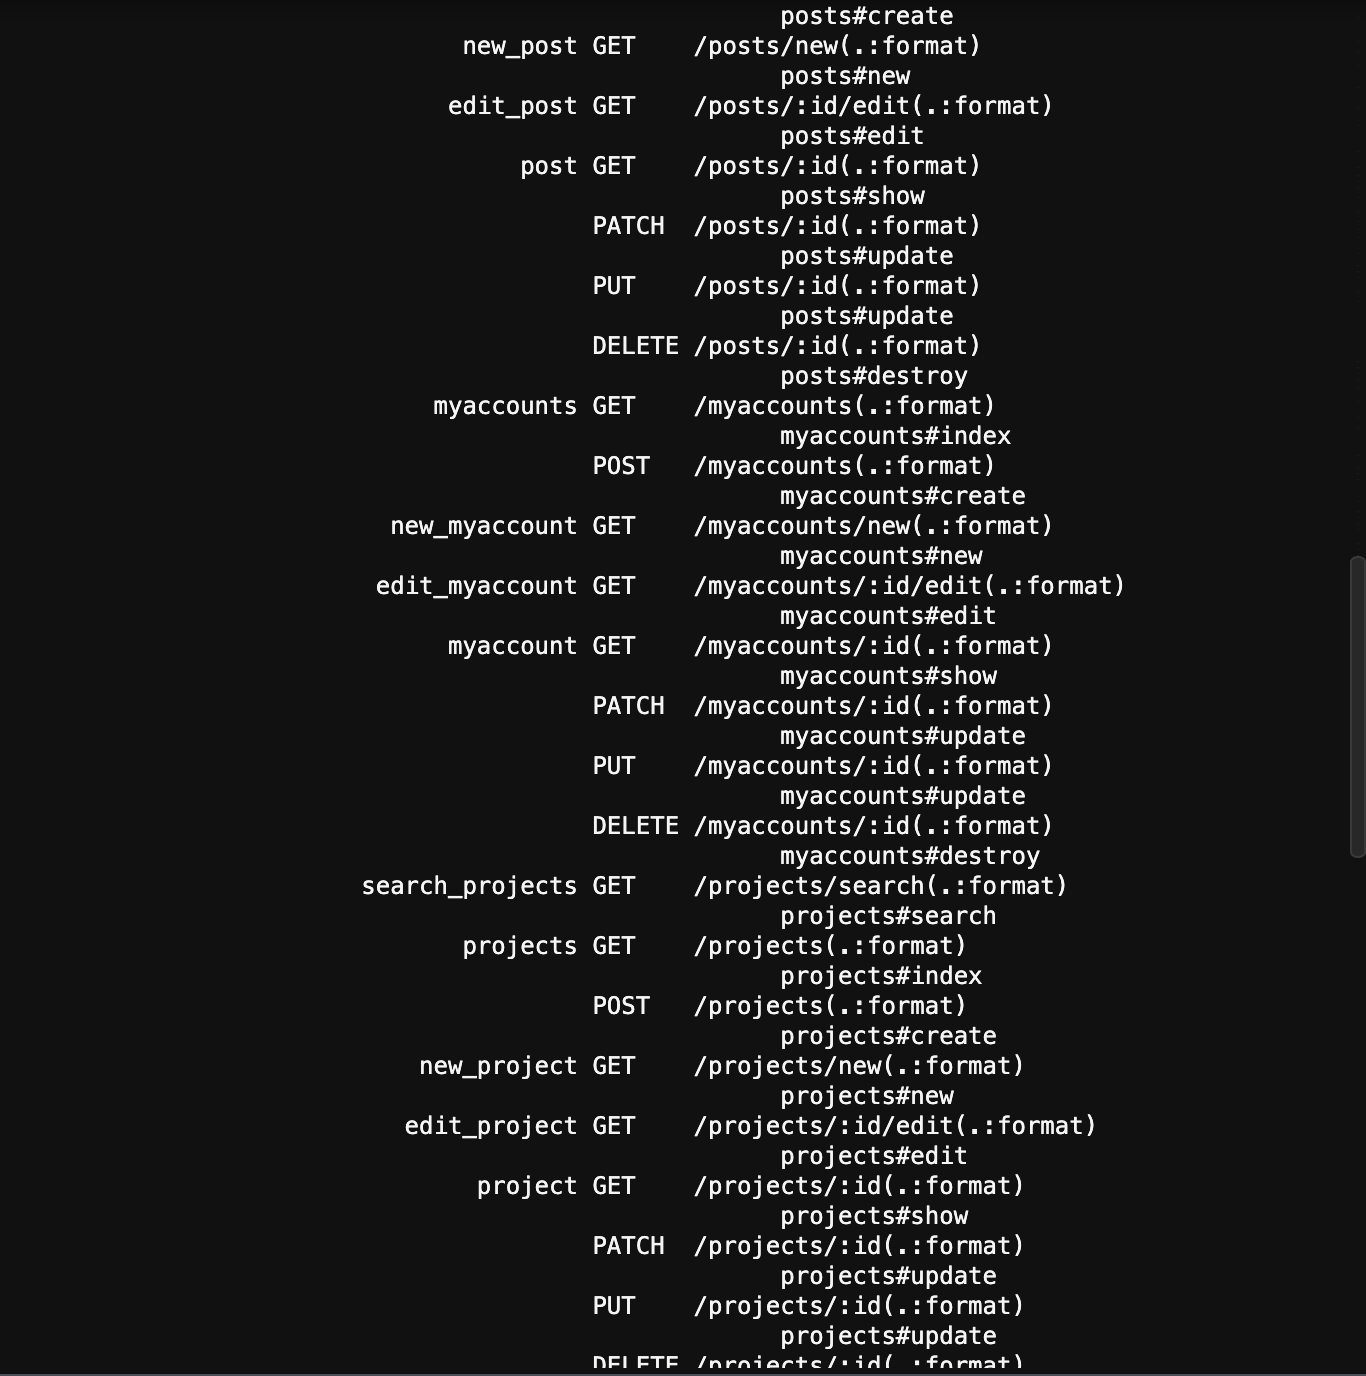 posts#create
new_post GET    /posts/new(.:format)
posts#new
edit_post GET    /posts/:id/edit(.:format)
posts#edit
post GET    /posts/:id(.:format)
posts#show
PATCH  /posts/:id(.:format)
posts#update
PUT    /posts/:id(.:format)
posts#update
DELETE /posts/:id(.:format)
posts#destroy
myaccounts GET    /myaccounts(.:format)
myaccounts#index
POST   /myaccounts(.:format)
myaccounts#create
new_myaccount GET    /myaccounts/new(.:format)
myaccounts#new
edit_myaccount GET    /myaccounts/:id/edit(.:format)
myaccounts#edit
myaccount GET    /myaccounts/:id(.:format)
myaccounts#show
PATCH  /myaccounts/:id(.:format)
myaccounts#update
PUT    /myaccounts/:id(.:format)
myaccounts#update
DELETE /myaccounts/:id(.:format)
myaccounts#destroy
search_projects GET    /projects/search(.:format)
projects#search
projects GET    /projects(.:format)
projects#index
POST   /projects(.:format)
projects#create
new_project GET    /projects/new(.:format)
projects#new
edit_project GET    /projects/:id/edit(.:format)
projects#edit
project GET    /projects/:id(.:format)
projects#show
PATCH  /projects/:id(.:format)
projects#update
PUT    /projects/:id(.:format)
projects#update
DELETE /projects/:id(.:format)